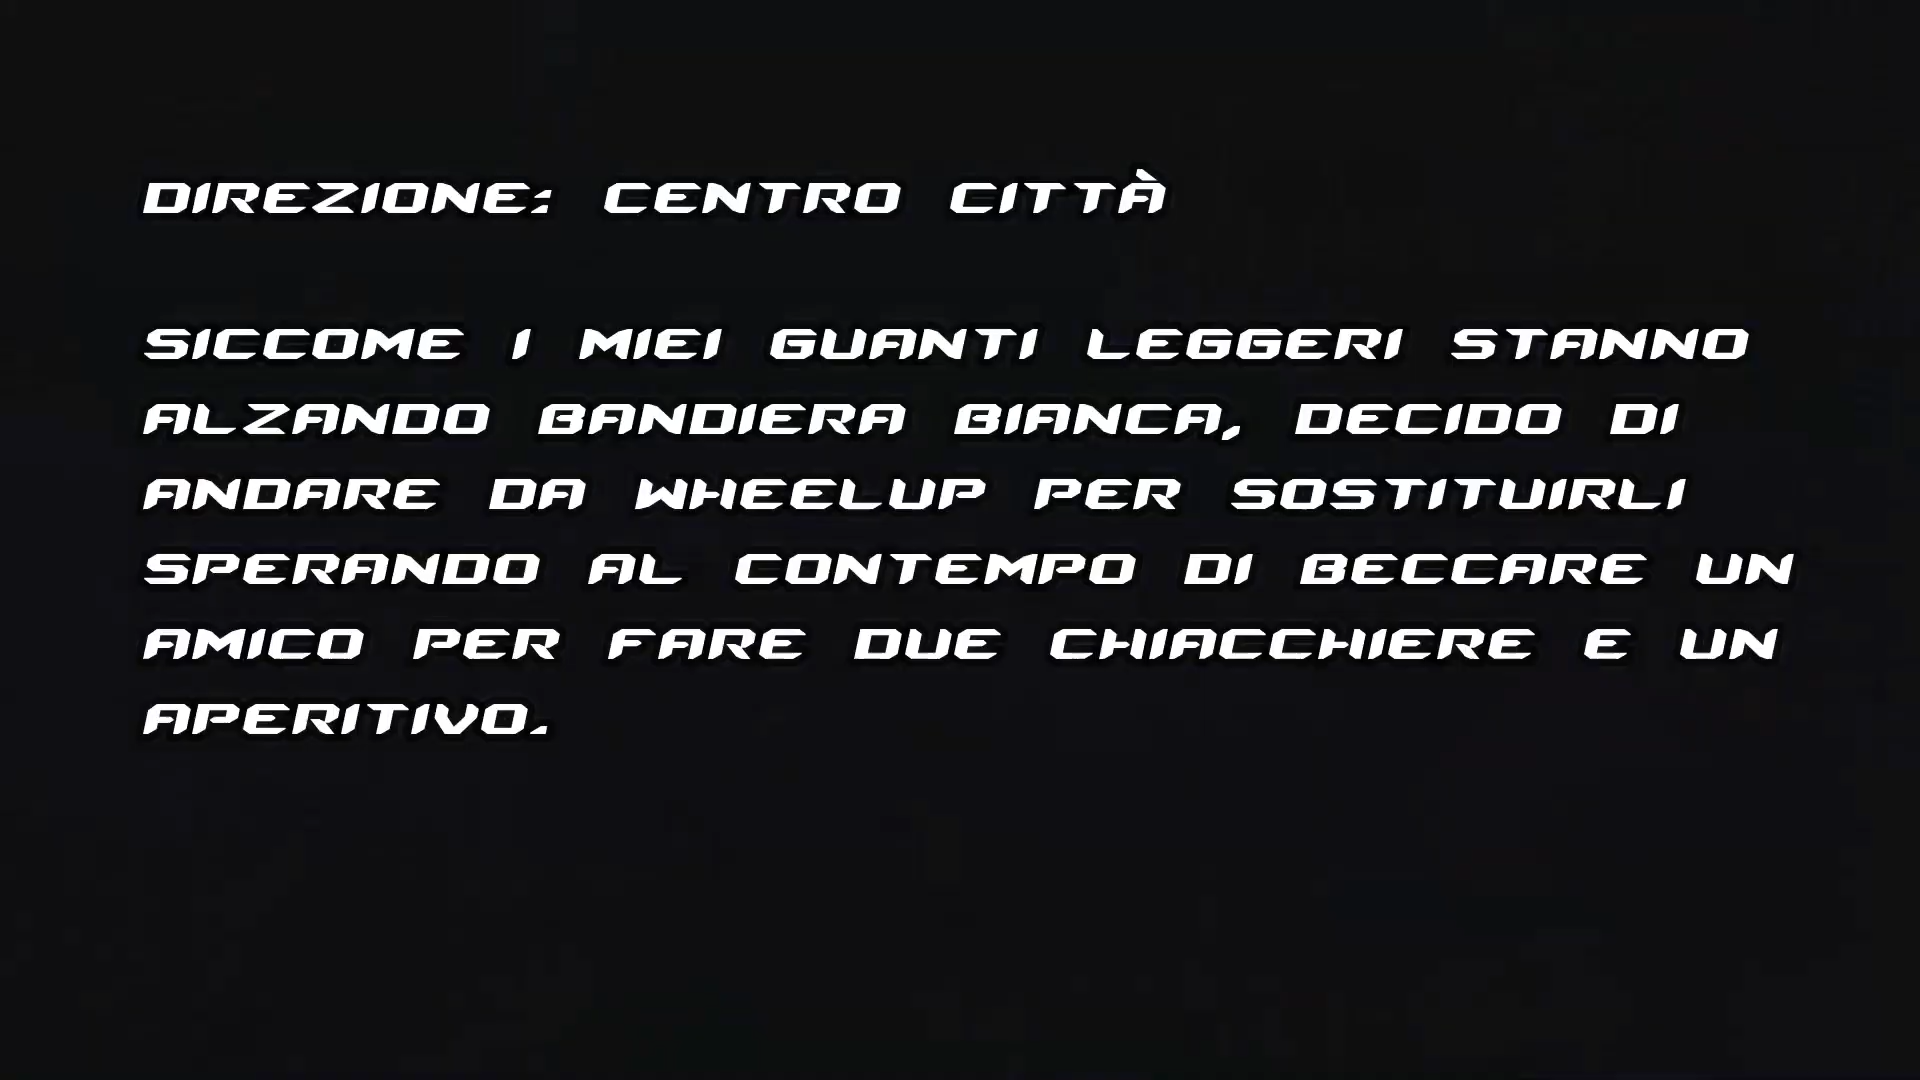 DIREZIONE: CENTRO CITTÀ
SICCOME I MIEI GUANTI LEGGERI STANNO
ALZANDO BANDIERA BIANCA, DECIDO DI
ANDARE DA WHEELUP PER SOSTITUIRLI
SPERANDO AL CONTEMPO DI BECCARE UN
AMICO PER FARE DUE CHIACCHIERE E UN
APERITIVO.